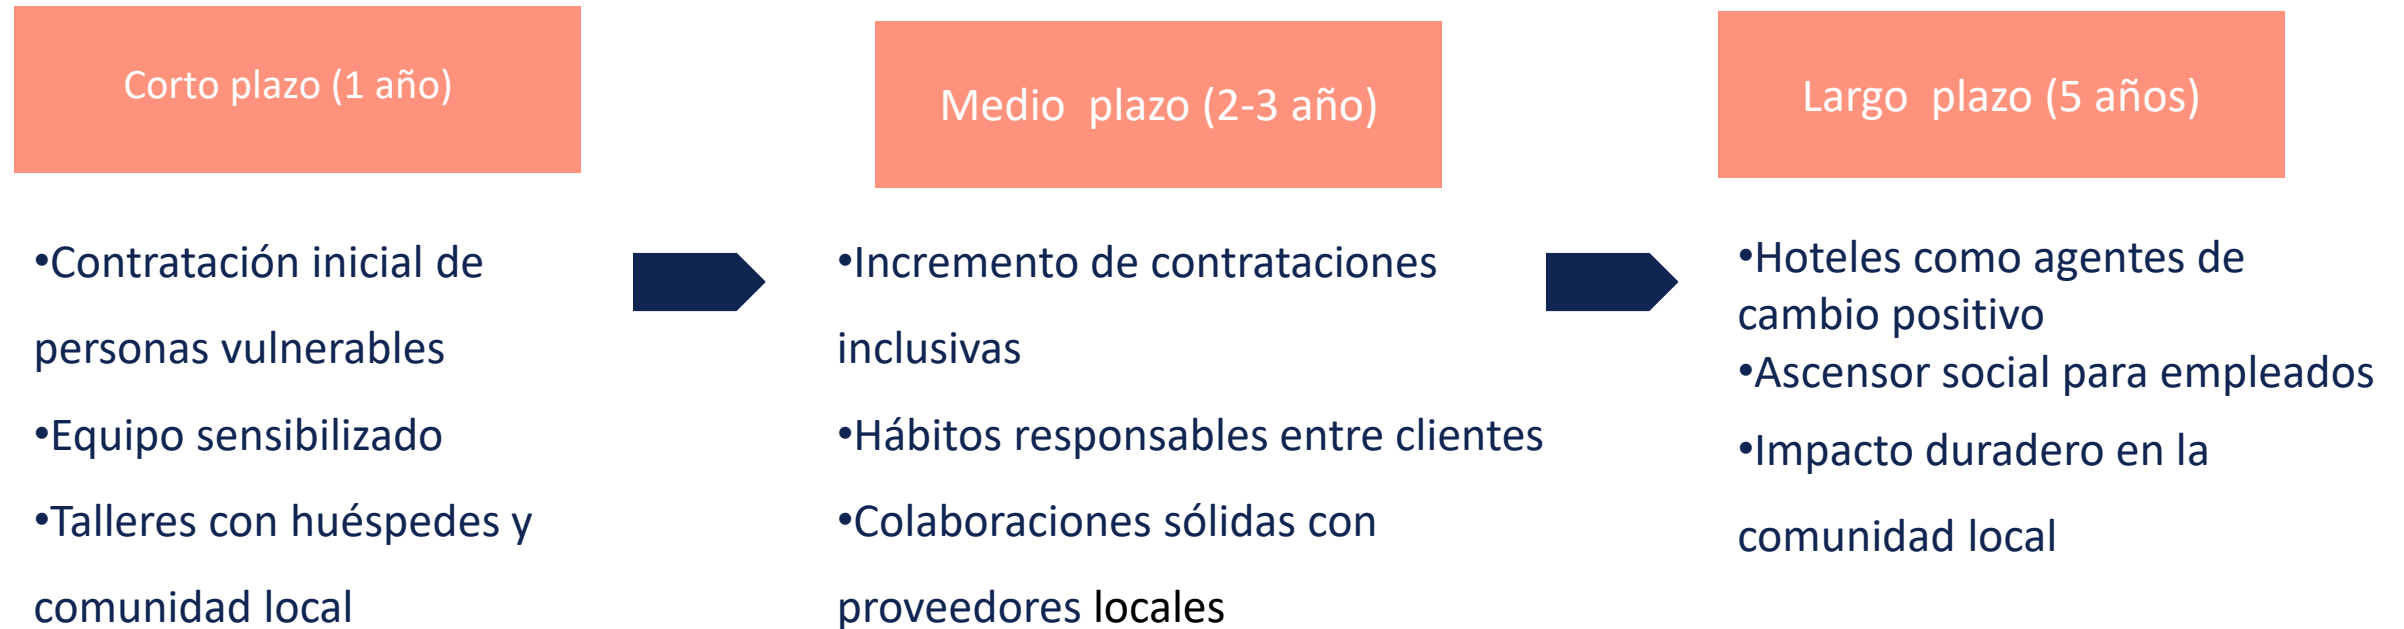 Corto plazo (1 año)
•Contratación inicial de
personas vulnerables
•Equipo sensibilizado
•Talleres con huéspedes y
comunidad local
Medio  plazo (2-3 año)
•Incremento de contrataciones
inclusivas
•Hábitos responsables entre clientes
•Colaboraciones sólidas con
proveedores locales
Largo  plazo (5 años)
•Hoteles como agentes de
cambio positivo
•Ascensor social para empleados
•Impacto duradero en la
comunidad local